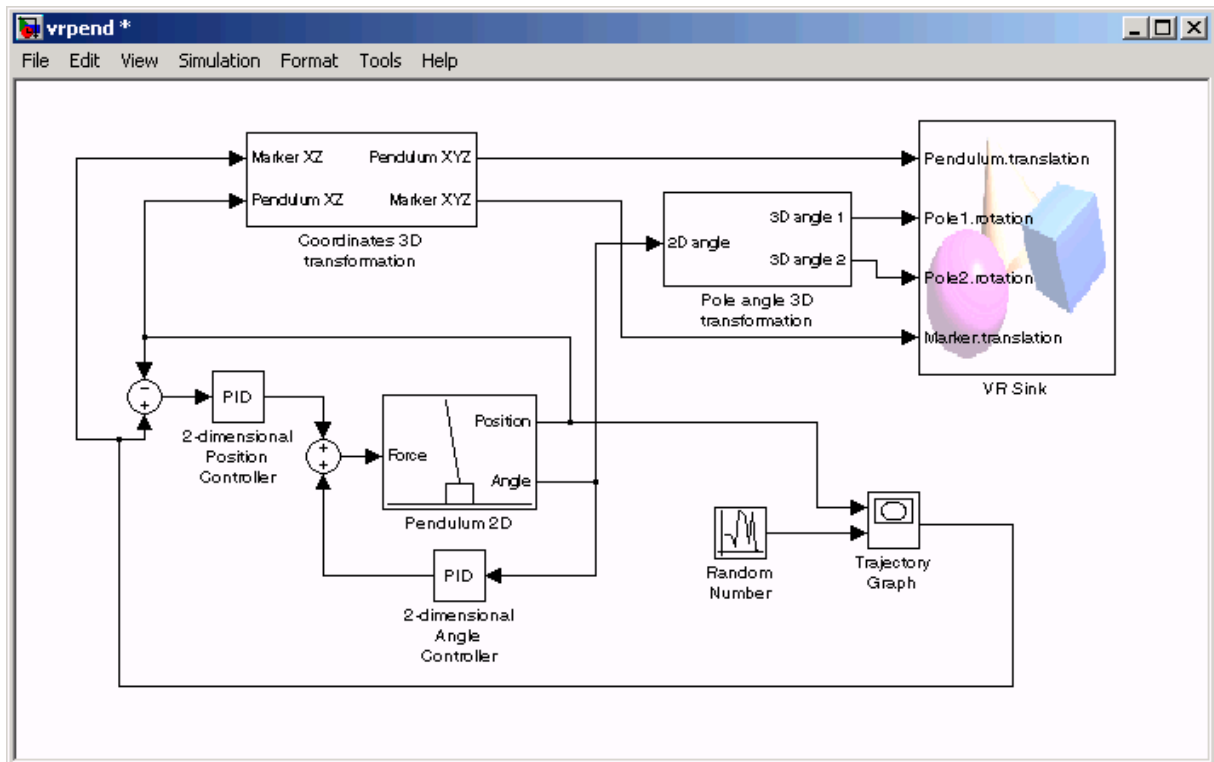 vrpend *
File Edit View Simulation Format Tools Help
Marker XZ
Pendulum XZ
Pendulum XYZ
Marker XYZ
Coordinates 3D
transformation
2D angle
3D angle 1
3D angle 2
Pole angle 3D
transformation
Pendulum.translation
Pole1.rotation
Pole2.rotation
Marker.translation
VR Sink
−
+
PID
2-dimensional
Position
Controller
+
+
Force
Position
Angle
Pendulum 2D
PID
2-dimensional
Angle
Controller
Random
Number
Trajectory
Graph